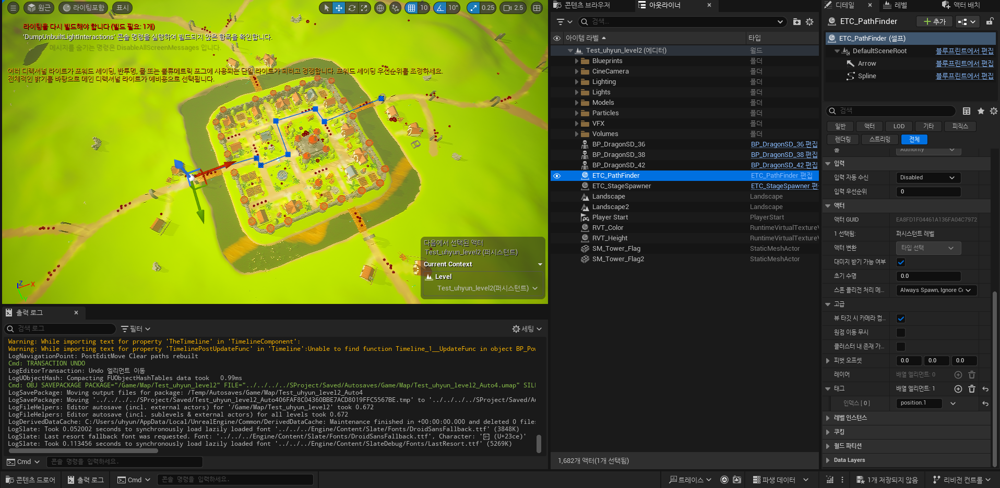 원근
라이팅포함
표시
10
10°
0.25
2.5
라이팅을 다시 빌드해야 합니다 (빌드 필요: 1개)
'DumpUnbuiltLightInteractions' 콘솔 명령을 실행하여 빌드되지 않은 항목을 확인합니다.
메시지를 숨기는 명령은 DisableAllScreenMessages 입니다.
여러 디렉셔널 라이트가 포워드 셰이딩, 반투명, 물 또는 볼류메트릭 포그에 사용되는 단일 라이트가 되려고 경쟁합니다. 포워드 셰이딩 우선순위를 조정하세요.
전체적인 밝기를 바탕으로 메인 디렉셔널 라이트가 예비용으로 선택됩니다.
Z X
다음에서 선택된 액터
Test_uhyun_level2 (퍼시스턴트)
Current Context
Level
Test_uhyun_level2(퍼시스턴트)
출력 로그
검색 로그
필터
세팅
Warning: While importing text for property 'TheTimeline' in 'TimelineComponent':
Warning: While importing text for property 'TimelinePostUpdateFunc' in 'Timeline':Unable to find function Timeline_1__UpdateFunc in object BP_Pow
LogNavigationPoint: PostEditMove Clear paths rebuilt
Cmd: TRANSACTION UNDO
LogEditorTransaction: Undo 엘리먼트 이동
LogUObjectHash: Compacting FUObjectHashTables data took   0.99ms
Cmd: OBJ SAVEPACKAGE PACKAGE="/Game/Map/Test_uhyun_level2" FILE="../../../../SProject/Saved/Autosaves/Game/Map/Test_uhyun_level2_Auto4.umap" SIL
LogSavePackage: Moving output files for package: /Temp/Autosaves/Game/Map/Test_uhyun_level2_Auto4
LogSavePackage: Moving '../../../../SProject/Saved/Test_uhyun_level2_Auto406FAF8C04360BBE7ACD8019FFC5567BE.tmp' to '../../../../SProject/Saved/Au
LogFileHelpers: Editor autosave (incl. external actors) for '/Game/Map/Test_uhyun_level2' took 0.672
LogFileHelpers: Editor autosave (incl. sublevels & external actors) for all levels took 0.672
LogDerivedDataCache: C:/Users/uhyun/AppData/Local/UnrealEngine/Common/DerivedDataCache: Maintenance finished in +00:00:00.000 and deleted 0 files
LogSlate: Took 0.052002 seconds to synchronously load lazily loaded font '../../../Engine/Content/Slate/Fonts/DroidSansFallback.ttf' (3848K)
LogSlate: Last resort fallback font was requested. Font: '../../../Engine/Content/Slate/Fonts/DroidSansFallback.ttf', Character: '⏎ (U+23ce)'
LogSlate: Took 0.113456 seconds to synchronously load lazily loaded font '../../../Engine/Content/SlateDebug/Fonts/LastResort.ttf' (5269K)
Cmd
콘솔 명령을 입력하세요.
콘텐츠 브라우저
아웃라이너
검색...
아이템 라벨
타입
Test_uhyun_level2 (에디터) 월드
Blueprints 폴더
CineCamera 폴더
Lighting 폴더
Lights 폴더
Models 폴더
Particles 폴더
VFX 폴더
Volumes 폴더
BP_DragonSD_36 BP_DragonSD_36 편집
BP_DragonSD_38 BP_DragonSD_38 편집
BP_DragonSD_42 BP_DragonSD_42 편집
ETC_PathFinder ETC_PathFinder 편집
ETC_StageSpawner ETC_StageSpawner 편
Landscape Landscape
Landscape2 Landscape
Player Start PlayerStart
RVT_Color RuntimeVirtualTextureV
RVT_Height RuntimeVirtualTextureV
SM_Tower_Flag StaticMeshActor
SM_Tower_Flag2 StaticMeshActor
1,682개 액터(1개 선택됨)
디테일
레벨
액터 배치
ETC_PathFinder
추가
ETC_PathFinder (셀프)
DefaultSceneRoot 블루프린트에서 편집
Arrow 블루프린트에서 편집
Spline 블루프린트에서 편집
검색
일반 액터 LOD 기타 피직스
렌더링 스트리밍 전체
롤 Authority
입력
입력 자동 수신 Disabled
입력 우선순위 0
액터
액터 GUID EA8FD1F04461A136FA04C7972
1 선택됨: 퍼시스턴트 레벨
액터 변환 타입 선택
대미지 받기 가능 여부
초기 수명 0.0
스폰 콜리전 처리 메... Always Spawn, Ignore Co
고급
뷰 타깃 시 카메라 컴...
원점 이동 무시
클러스터 내 존재 가...
피벗 오프셋 0.0 0.0 0.0
레이어 배열 엘리먼트: 0
태그 배열 엘리먼트: 1
인덱스 [ 0 ] position.1
레벨 인스턴스
쿠킹
월드 파티션
Data Layers
콘텐츠 드로어
출력 로그
Cmd
콘솔 명령을 입력하세요.
트레이스
파생 데이터
1개 저장되지 않음
리비전 컨트롤